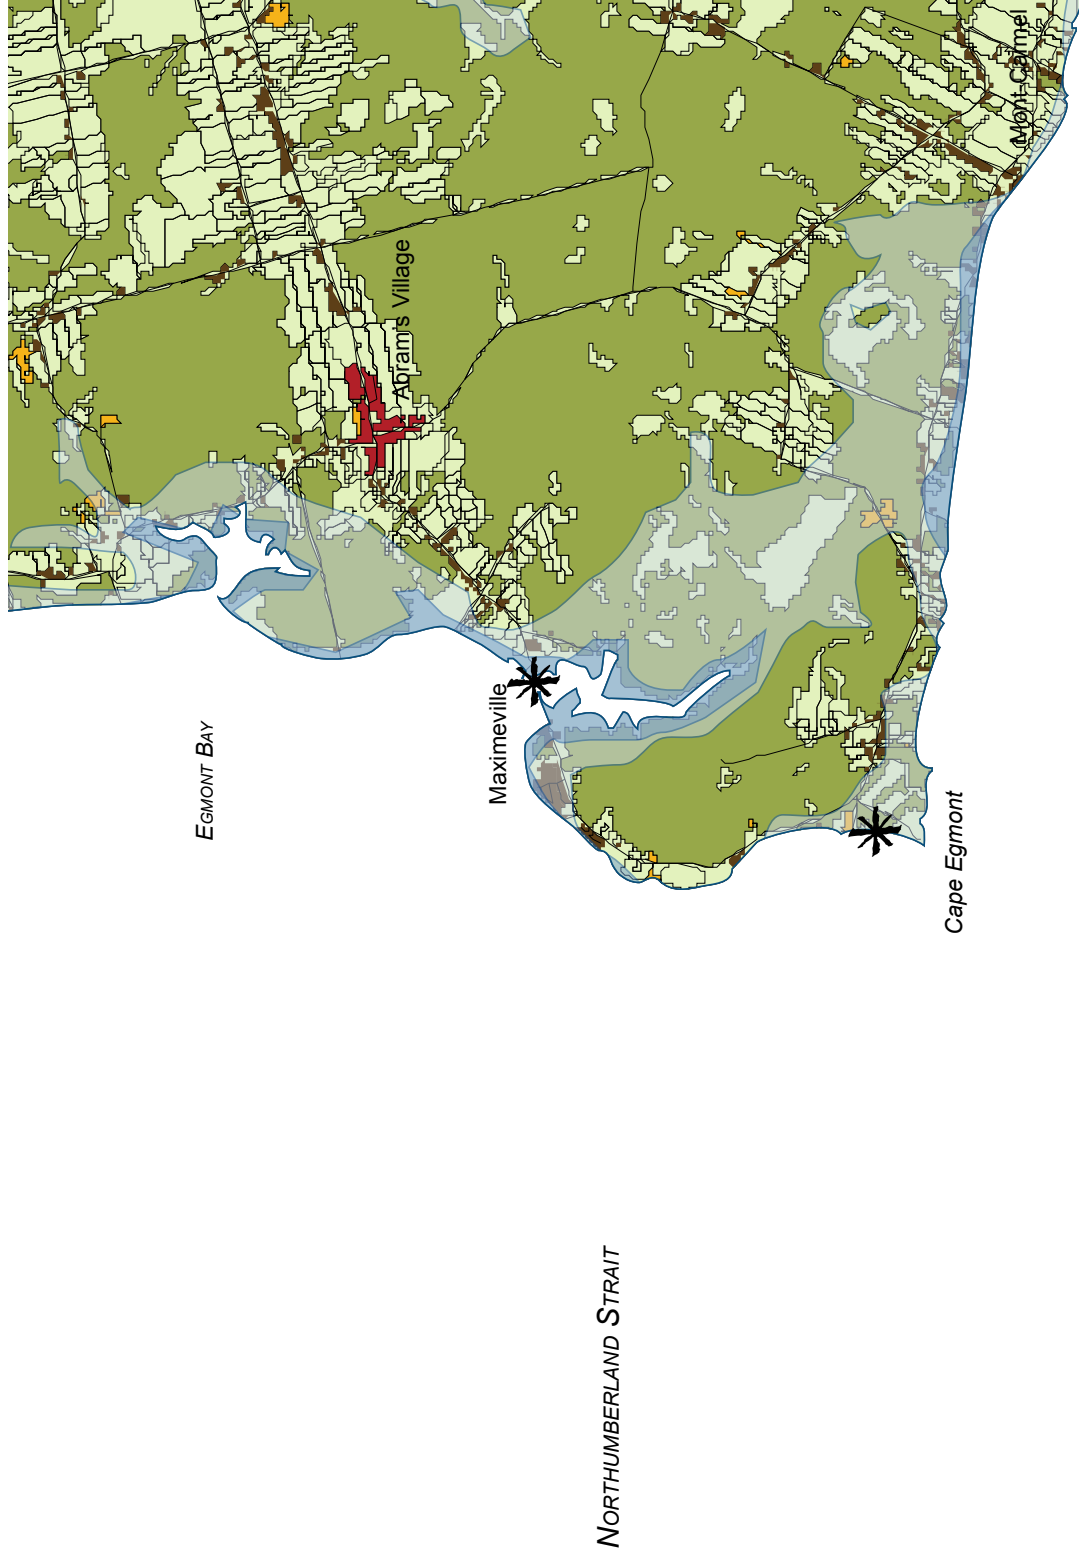 Mont-Carmel
Abram's Village
Maximeville
EGMONT BAY
Cape Egmont
NORTHUMBERLAND STRAIT